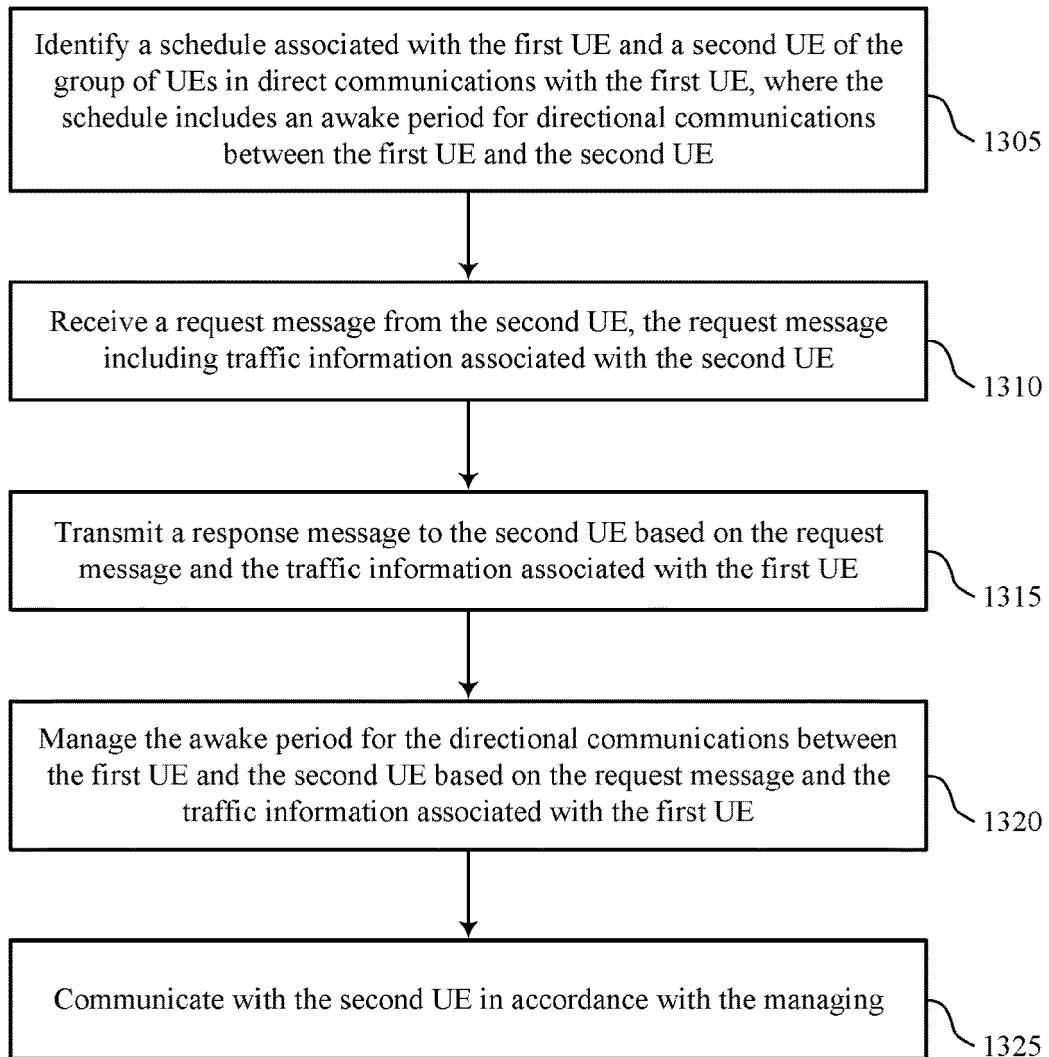 Identify a schedule associated with the first UE and a second UE of the
group of UEs in direct communications with the first UE, where the
schedule includes an awake period for directional communications
between the first UE and the second UE
1305
Receive a request message from the second UE, the request message
including traffic information associated with the second UE
1310
Transmit a response message to the second UE based on the request
message and the traffic information associated with the first UE
1315
Manage the awake period for the directional communications between
the first UE and the second UE based on the request message and the
traffic information associated with the first UE
1320
Communicate with the second UE in accordance with the managing
1325